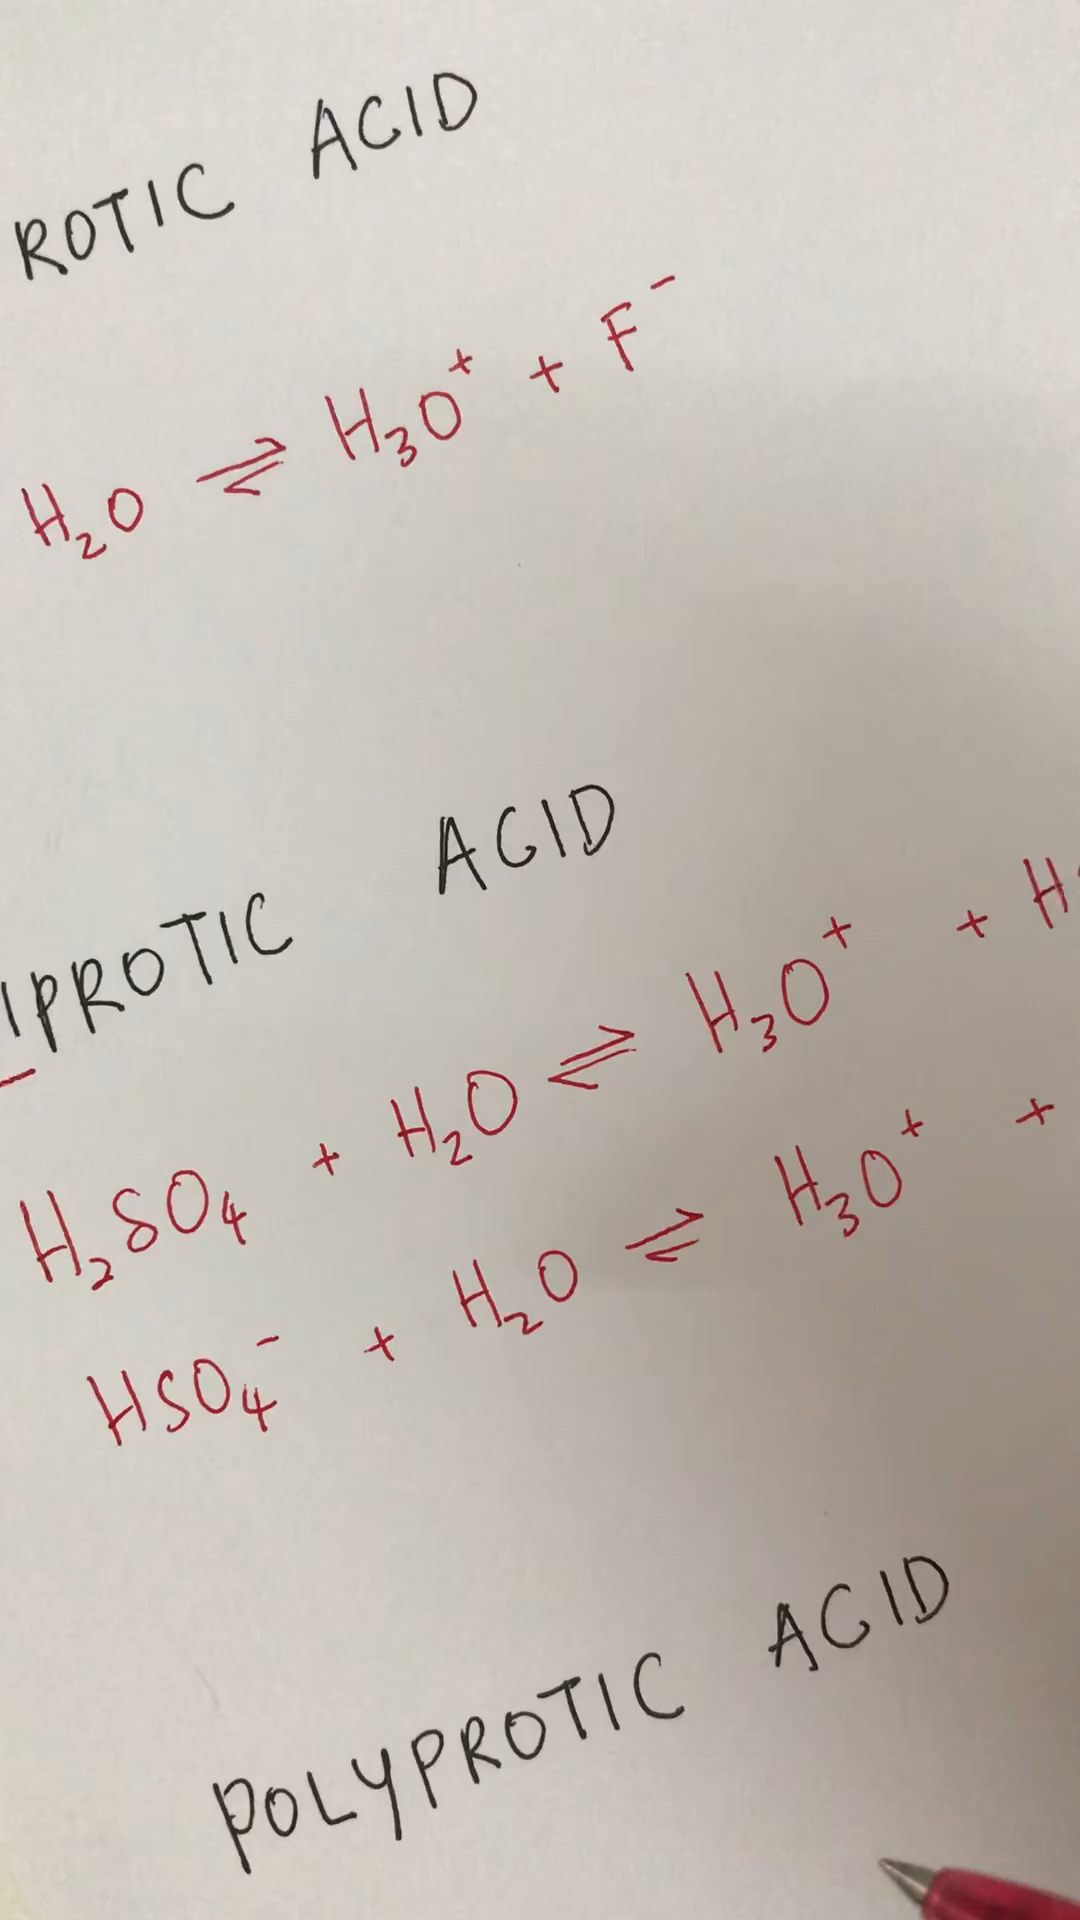 ROTIC ACID
H₂O ⇌ H₃O⁺ + F⁻
IPROTIC ACID
H₂SO₄ + H₂O ⇌ H₃O⁺ + H
HSO₄⁻ + H₂O ⇌ H₃O⁺ +
POLYPROTIC ACID